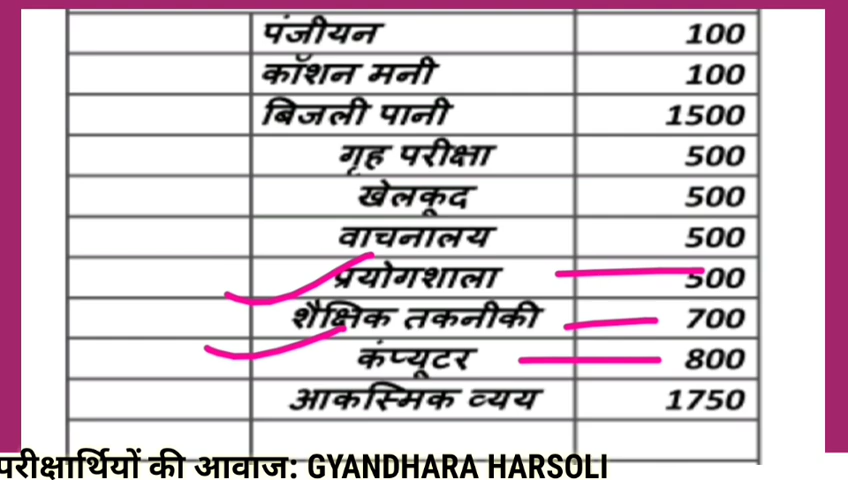 पंजीयन 100
कॉशन मनी 100
बिजली पानी 1500
गृह परीक्षा 500
खेलकूद 500
वाचनालय 500
प्रयोगशाला 500
शैक्षिक तकनीकी 700
कंप्यूटर 800
आकस्मिक व्यय 1750
परीक्षार्थियों की आवाज: GYANDHARA HARSOLI